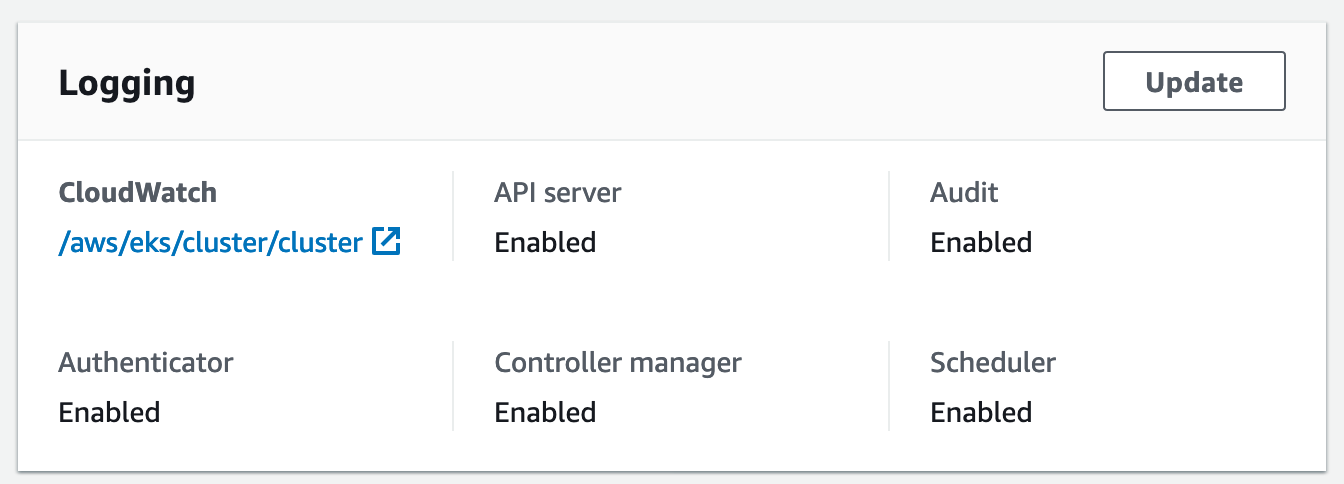 Logging
Update
CloudWatch
/aws/eks/cluster/cluster
API server
Enabled
Audit
Enabled
Authenticator
Enabled
Controller manager
Enabled
Scheduler
Enabled